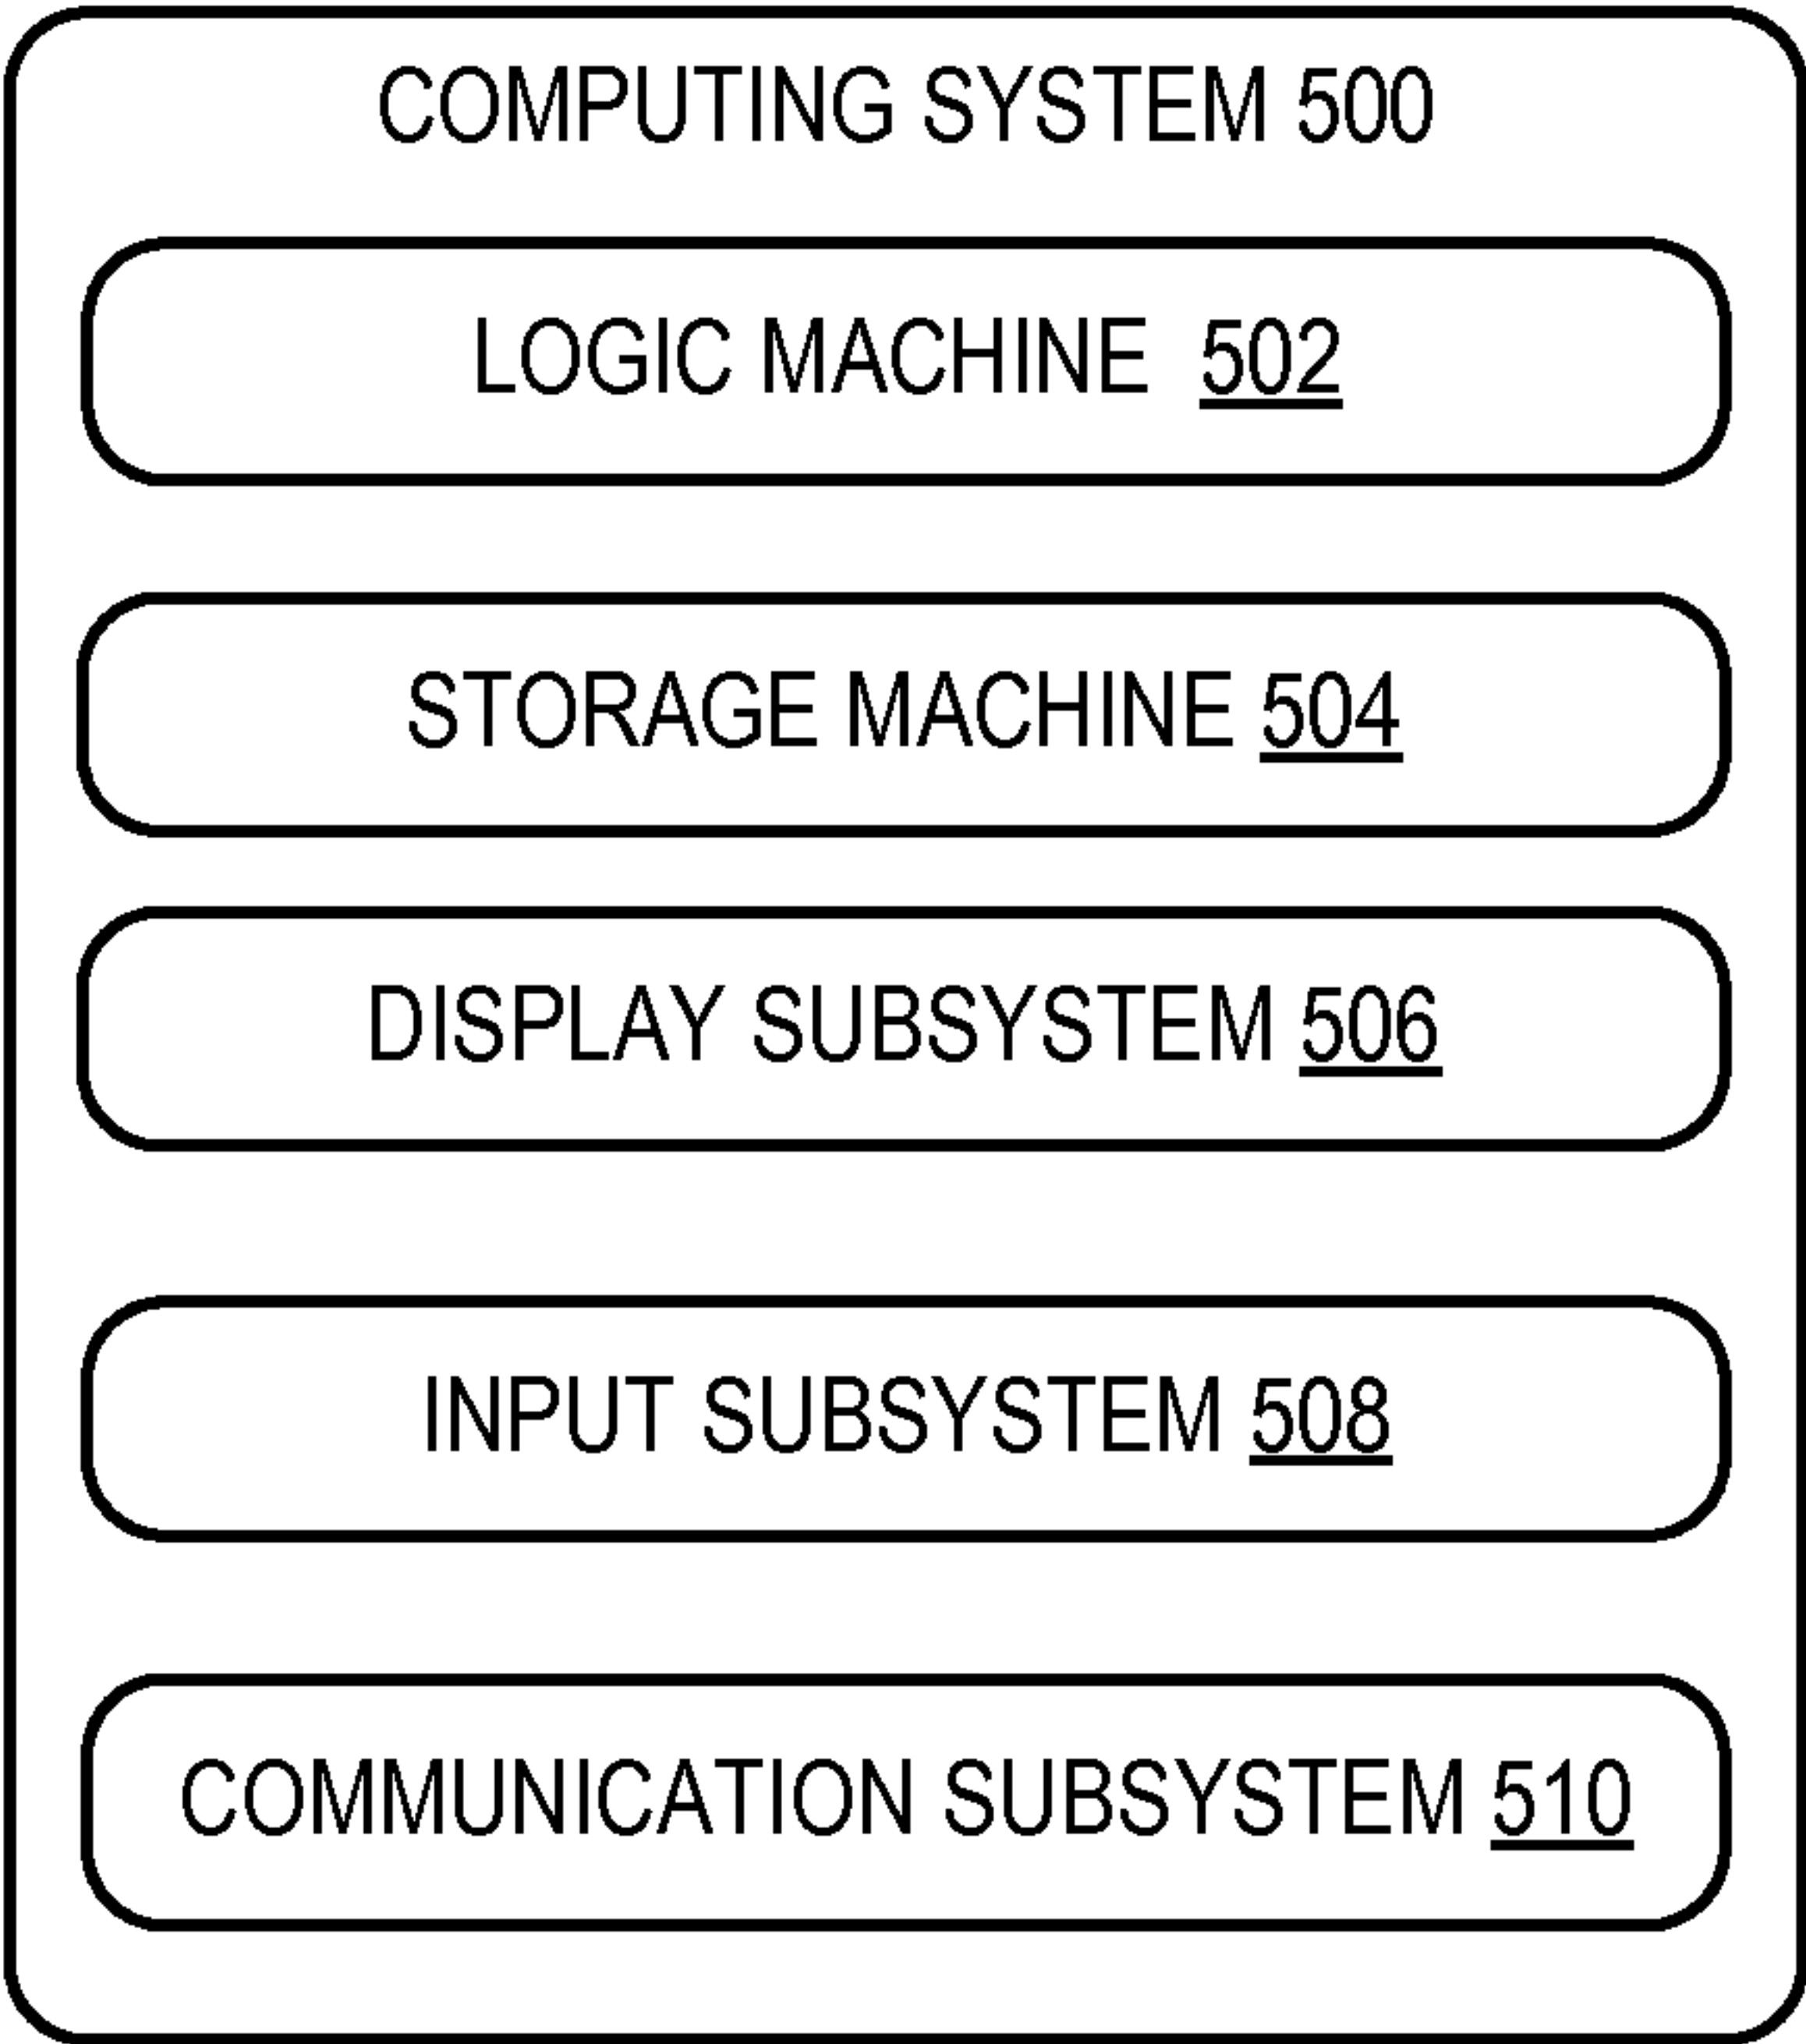 COMPUTING SYSTEM 500
LOGIC MACHINE 502
STORAGE MACHINE 504
DISPLAY SUBSYSTEM 506
INPUT SUBSYSTEM 508
COMMUNICATION SUBSYSTEM 510